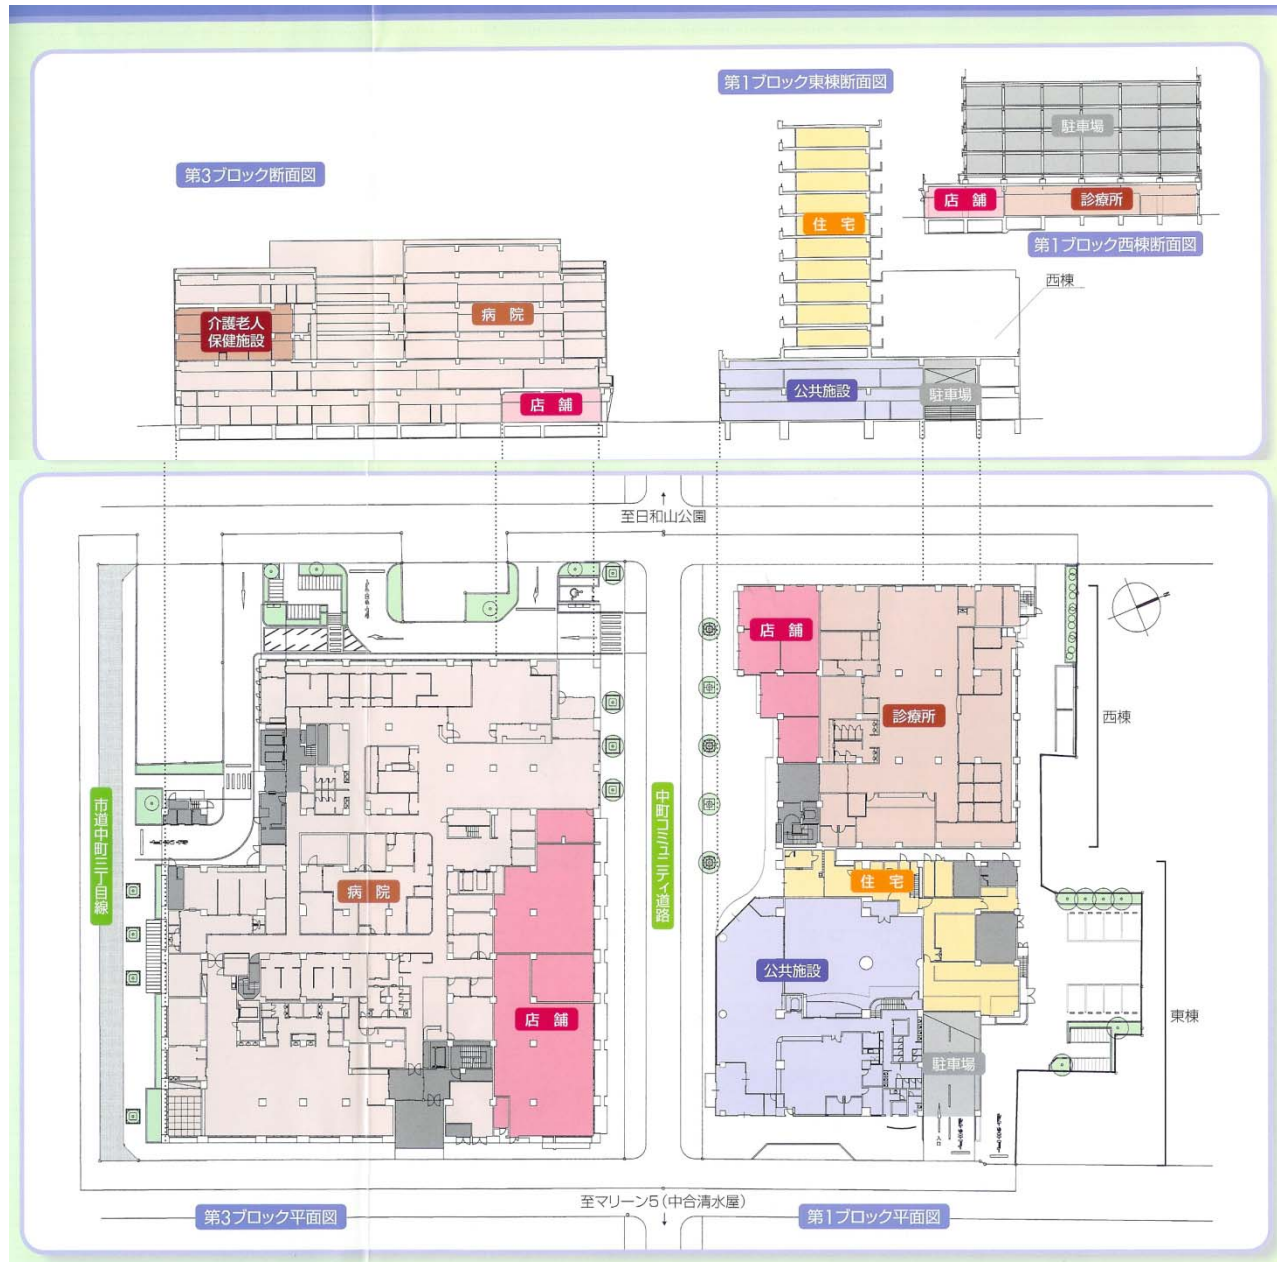 第1ブロック東棟断面図
駐車場
第3ブロック断面図
店舗
診療所
住宅
第1ブロック西棟断面図
西棟
病院
介護老人
保健施設
公共施設
駐車場
店舗
至日和山公園
店舗
西棟
診療所
市道中町三丁目線
中町コミュニティ道路
病院
住宅
公共施設
店舗
東棟
駐車場
入口
至マリーン5(中合清水屋)
第3ブロック平面図
第1ブロック平面図